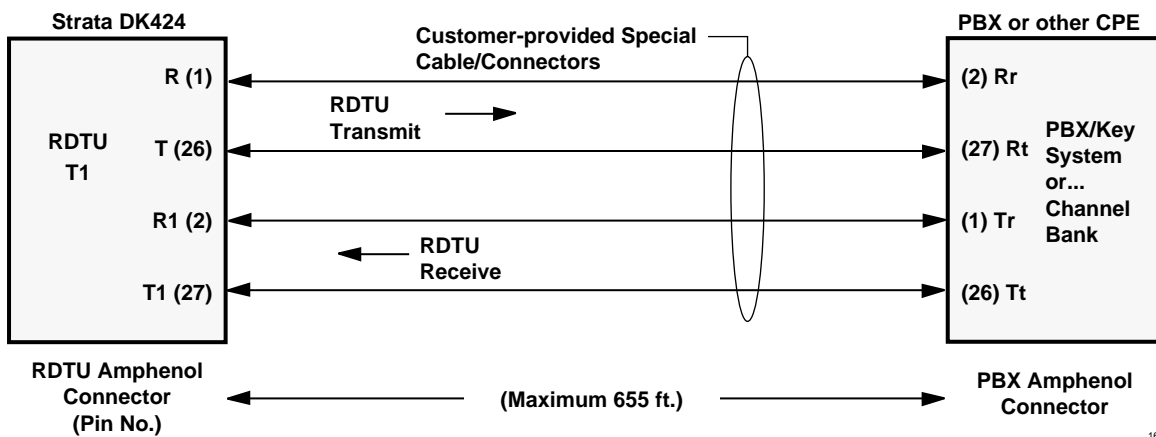 Strata DK424
PBX or other CPE
Customer-provided Special
Cable/Connectors
R (1)
(2) Rr
RDTU
Transmit
RDTU
T1
T (26)
(27) Rt
PBX/Key
System
or...
Channel
Bank
R1 (2)
(1) Tr
RDTU
Receive
T1 (27)
(26) Tt
RDTU Amphenol
Connector
(Pin No.)
(Maximum 655 ft.)
PBX Amphenol
Connector
16